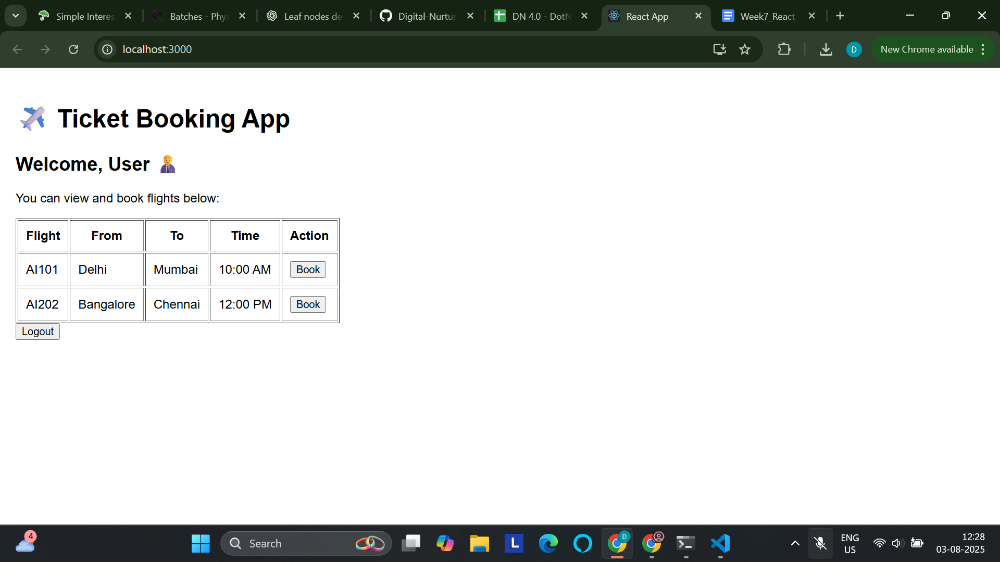 Simple Interes
Batches - Phys
Leaf nodes de
Digital-Nurtur
DN 4.0 - DotN
React App
Week7_React_
localhost:3000
D
New Chrome available
Ticket Booking App
Welcome, User
You can view and book flights below:
Flight From To Time Action
AI101 Delhi Mumbai 10:00 AM Book
AI202 Bangalore Chennai 12:00 PM Book
Logout
4
Search
L
D
ENG
US
12:28
03-08-2025